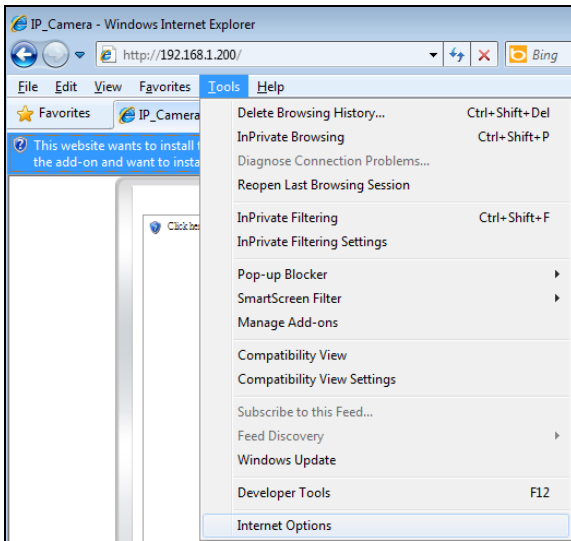 IP_Camera - Windows Internet Explorer
http://192.168.1.200/
Bing
File Edit View Favorites Tools Help
Favorites IP_Camera
This website wants to install
the add-on and want to insta
Click he
Delete Browsing History... Ctrl+Shift+Del
InPrivate Browsing Ctrl+Shift+P
Diagnose Connection Problems...
Reopen Last Browsing Session
InPrivate Filtering Ctrl+Shift+F
InPrivate Filtering Settings
Pop-up Blocker
SmartScreen Filter
Manage Add-ons
Compatibility View
Compatibility View Settings
Subscribe to this Feed...
Feed Discovery
Windows Update
Developer Tools F12
Internet Options